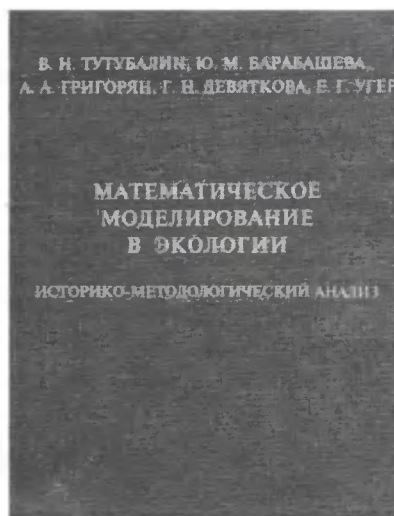 В. Н. ТУТУБАЛИН, Ю. М. БАРАБАШЕВА,
А. А. ГРИГОРЯН, Г. Н. ДЕВЯТКОВА, Е. Г. УГЕР
МАТЕМАТИЧЕСКОЕ
МОДЕЛИРОВАНИЕ
В ЭКОЛОГИИ
ИСТОРИКО-МЕТОДОЛОГИЧЕСКИЙ АНАЛИЗ